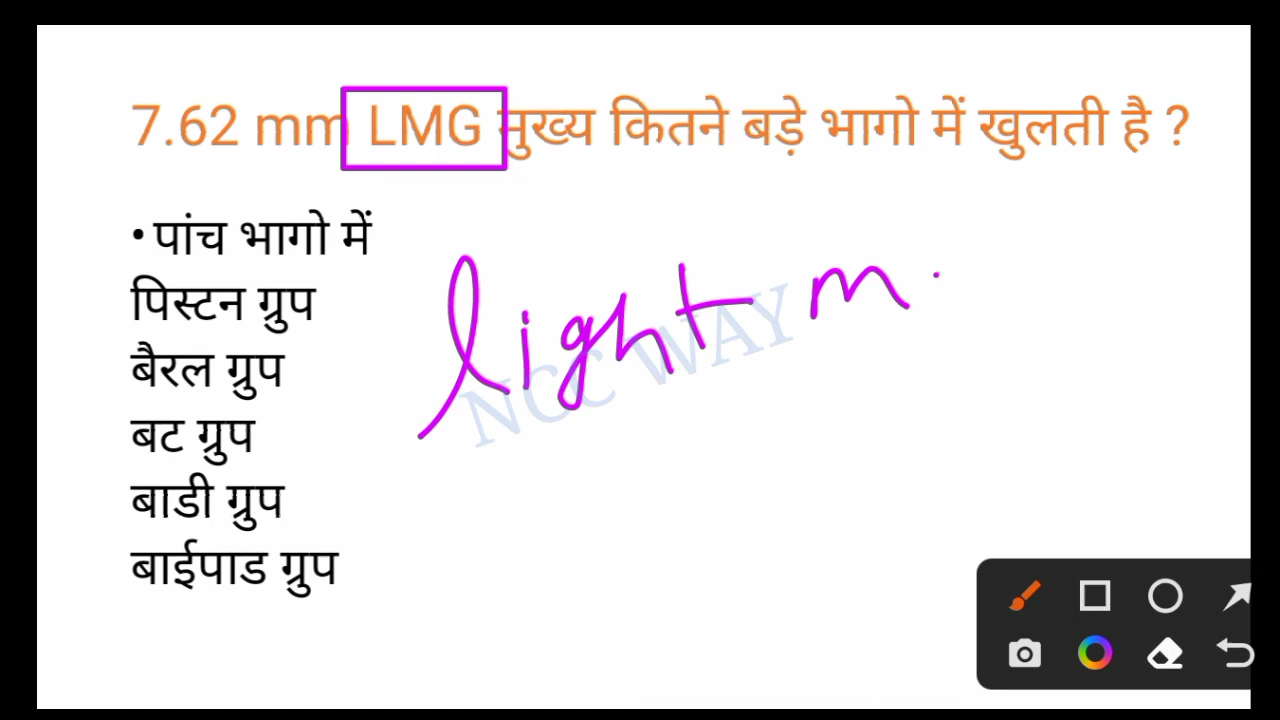 7.62 mm LMG मुख्य कितने बड़े भागो में खुलती है ?
• पांच भागो में
पिस्टन ग्रुप
बैरल ग्रुप
बट ग्रुप
बाडी ग्रुप
बाईपाड ग्रुप
light m.
NCC WAY